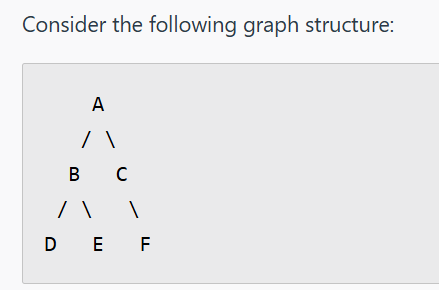 Consider the following graph structure:
A
/ \
B C
/ \ \
D E F